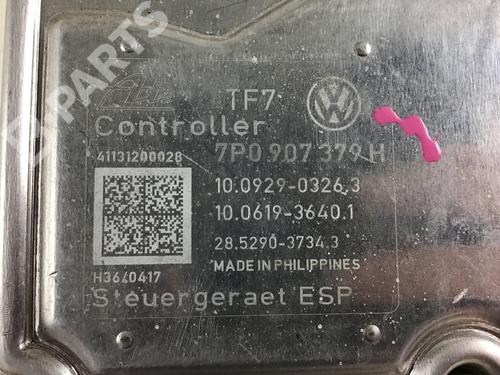 B PARTS
Ate
TF7
Controller
41131200028
7P0 907 379 H
10.0929-0326.3
10.0619-3640.1
28.5290-3734.3
MADE IN PHILIPPINES
H3640417
Steuergeraet ESP